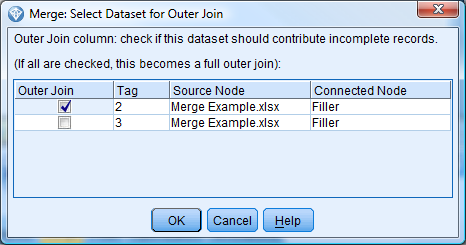 Merge: Select Dataset for Outer Join
Outer Join column: check if this dataset should contribute incomplete records.
(If all are checked, this becomes a full outer join):
Outer Join Tag Source Node Connected Node
2 Merge Example.xlsx Filler
3 Merge Example.xlsx Filler
OK Cancel Help